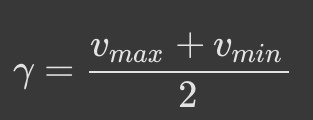 γ = (v_max + v_min) / 2